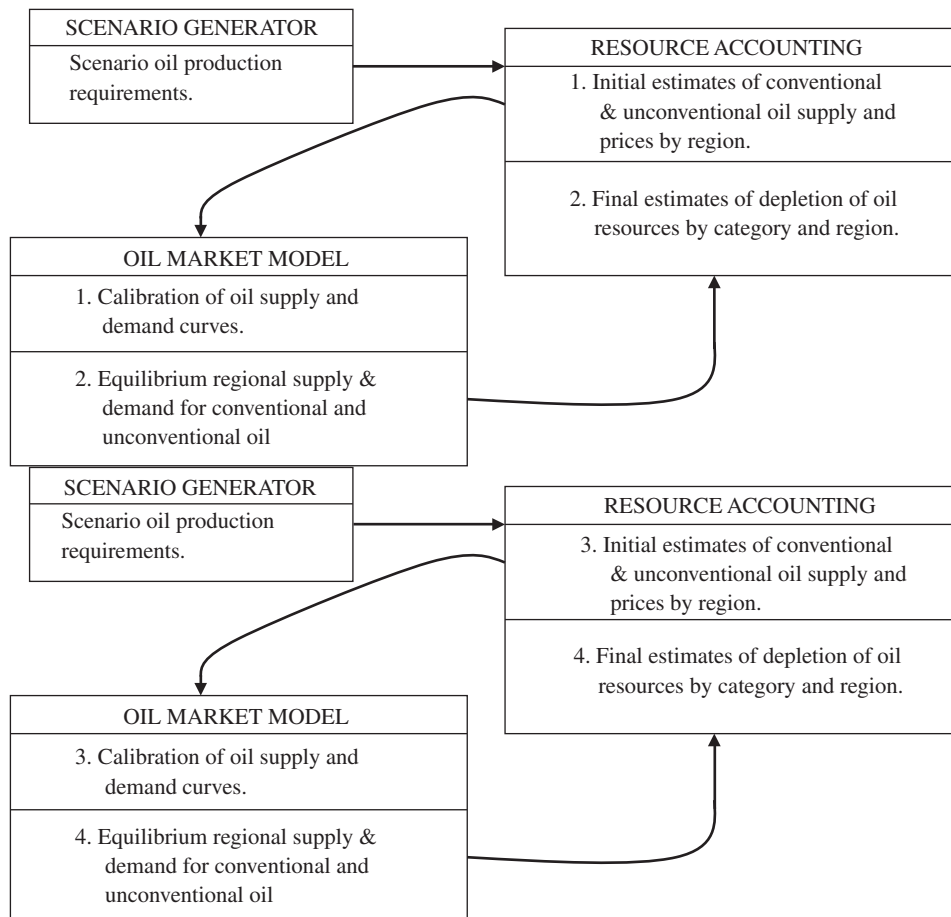 SCENARIO GENERATOR
Scenario oil production
requirements.
RESOURCE ACCOUNTING
1. Initial estimates of conventional
& unconventional oil supply and
prices by region.
2. Final estimates of depletion of oil
resources by category and region.
OIL MARKET MODEL
1. Calibration of oil supply and
demand curves.
2. Equilibrium regional supply &
demand for conventional and
unconventional oil
SCENARIO GENERATOR
Scenario oil production
requirements.
RESOURCE ACCOUNTING
3. Initial estimates of conventional
& unconventional oil supply and
prices by region.
4. Final estimates of depletion of oil
resources by category and region.
OIL MARKET MODEL
3. Calibration of oil supply and
demand curves.
4. Equilibrium regional supply &
demand for conventional and
unconventional oil